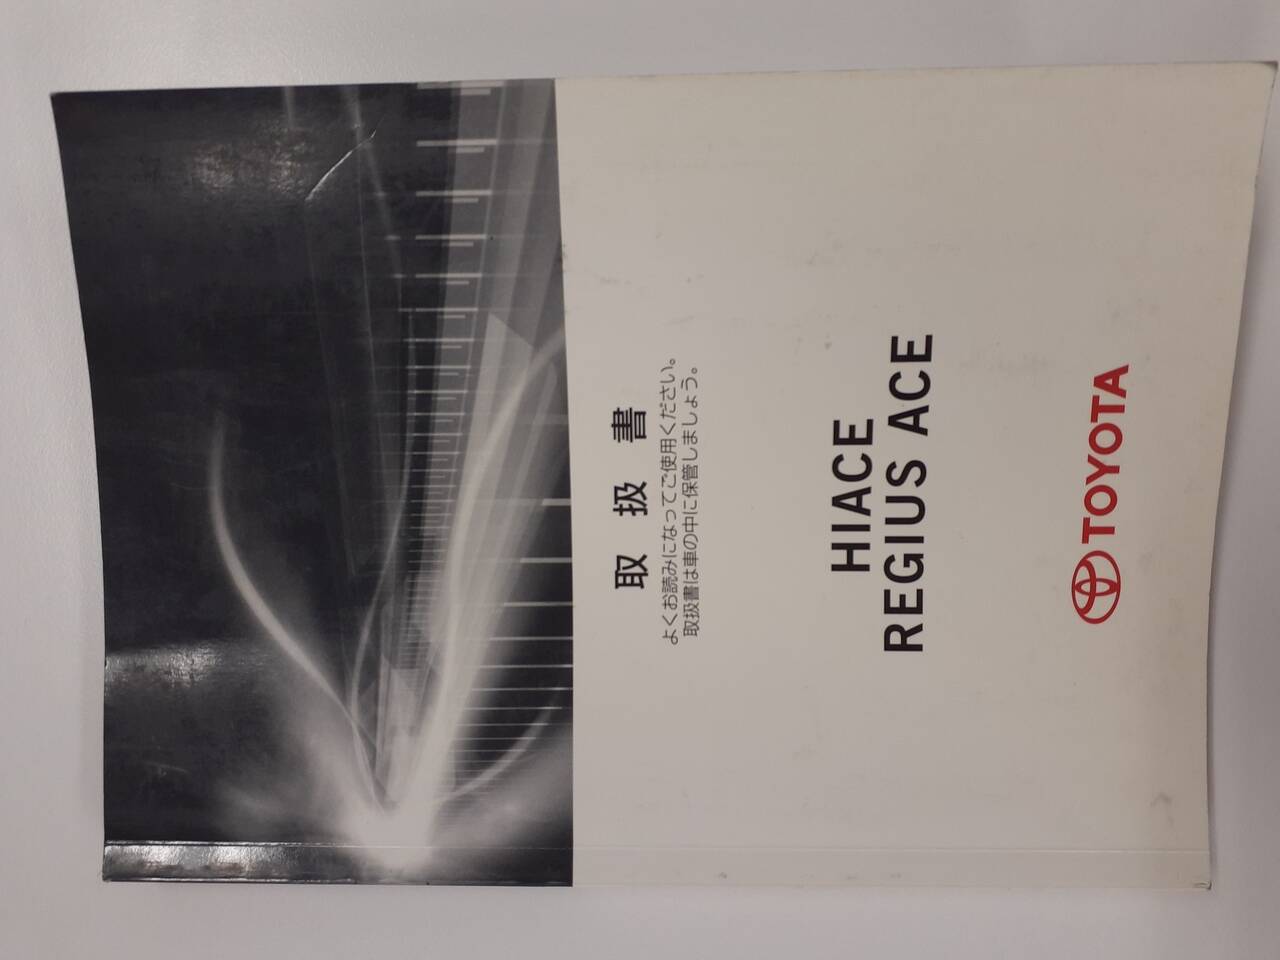 取扱書
よくお読みになってご使用ください。
取扱書は車の中に保管しましょう。
HIACE
REGIUS ACE
TOYOTA